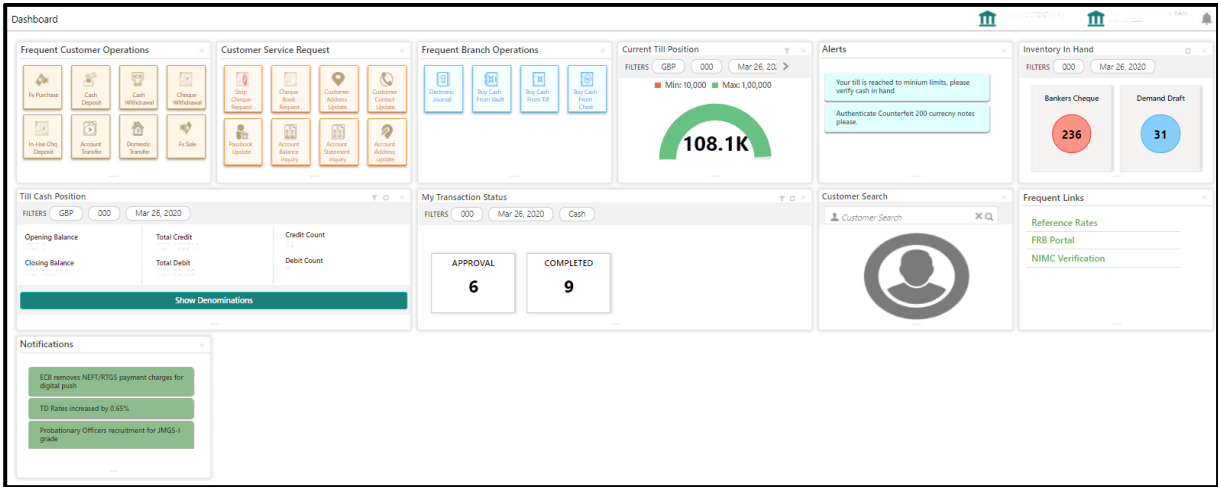 Dashboard
Frequent Customer Operations
Fx Purchase
Cash
Deposit
Cash
Withdrawal
Cheque
Withdrawal
In-Hse Chq
Deposit
Account
Transfer
Domestic
Transfer
Fx Sale
Customer Service Request
Stop
Cheque
Request
Cheque
Book
Request
Customer
Address
Update
Customer
Contact
Update
Passbook
Update
Account
Balance
Inquiry
Account
Statement
Inquiry
Account
Address
update
Frequent Branch Operations
Electronic
Journal
Buy Cash
From Vault
Buy Cash
From Till
Buy Cash
From
Chest
Current Till Position
FILTERS GBP 000 Mar 26, 202
Min: 10,000 Max: 1,00,000
108.1K
Alerts
Your till is reached to minium limits, please
verify cash in hand
Authenticate Counterfeit 200 currecny notes
please.
Inventory In Hand
FILTERS 000 Mar 26, 2020
Bankers Cheque
236
Demand Draft
31
Till Cash Position
FILTERS GBP 000 Mar 26, 2020
Opening Balance Total Credit Credit Count
Closing Balance Total Debit Debit Count
Show Denominations
My Transaction Status
FILTERS 000 Mar 26, 2020 Cash
APPROVAL
6
COMPLETED
9
Customer Search
Customer Search
Frequent Links
Reference Rates
FRB Portal
NIMC Verification
Notifications
ECB removes NEFT/RTGS payment charges for
digital push
TD Rates increased by 0.65%
Probationary Officers recruitment for JMGS-I
grade